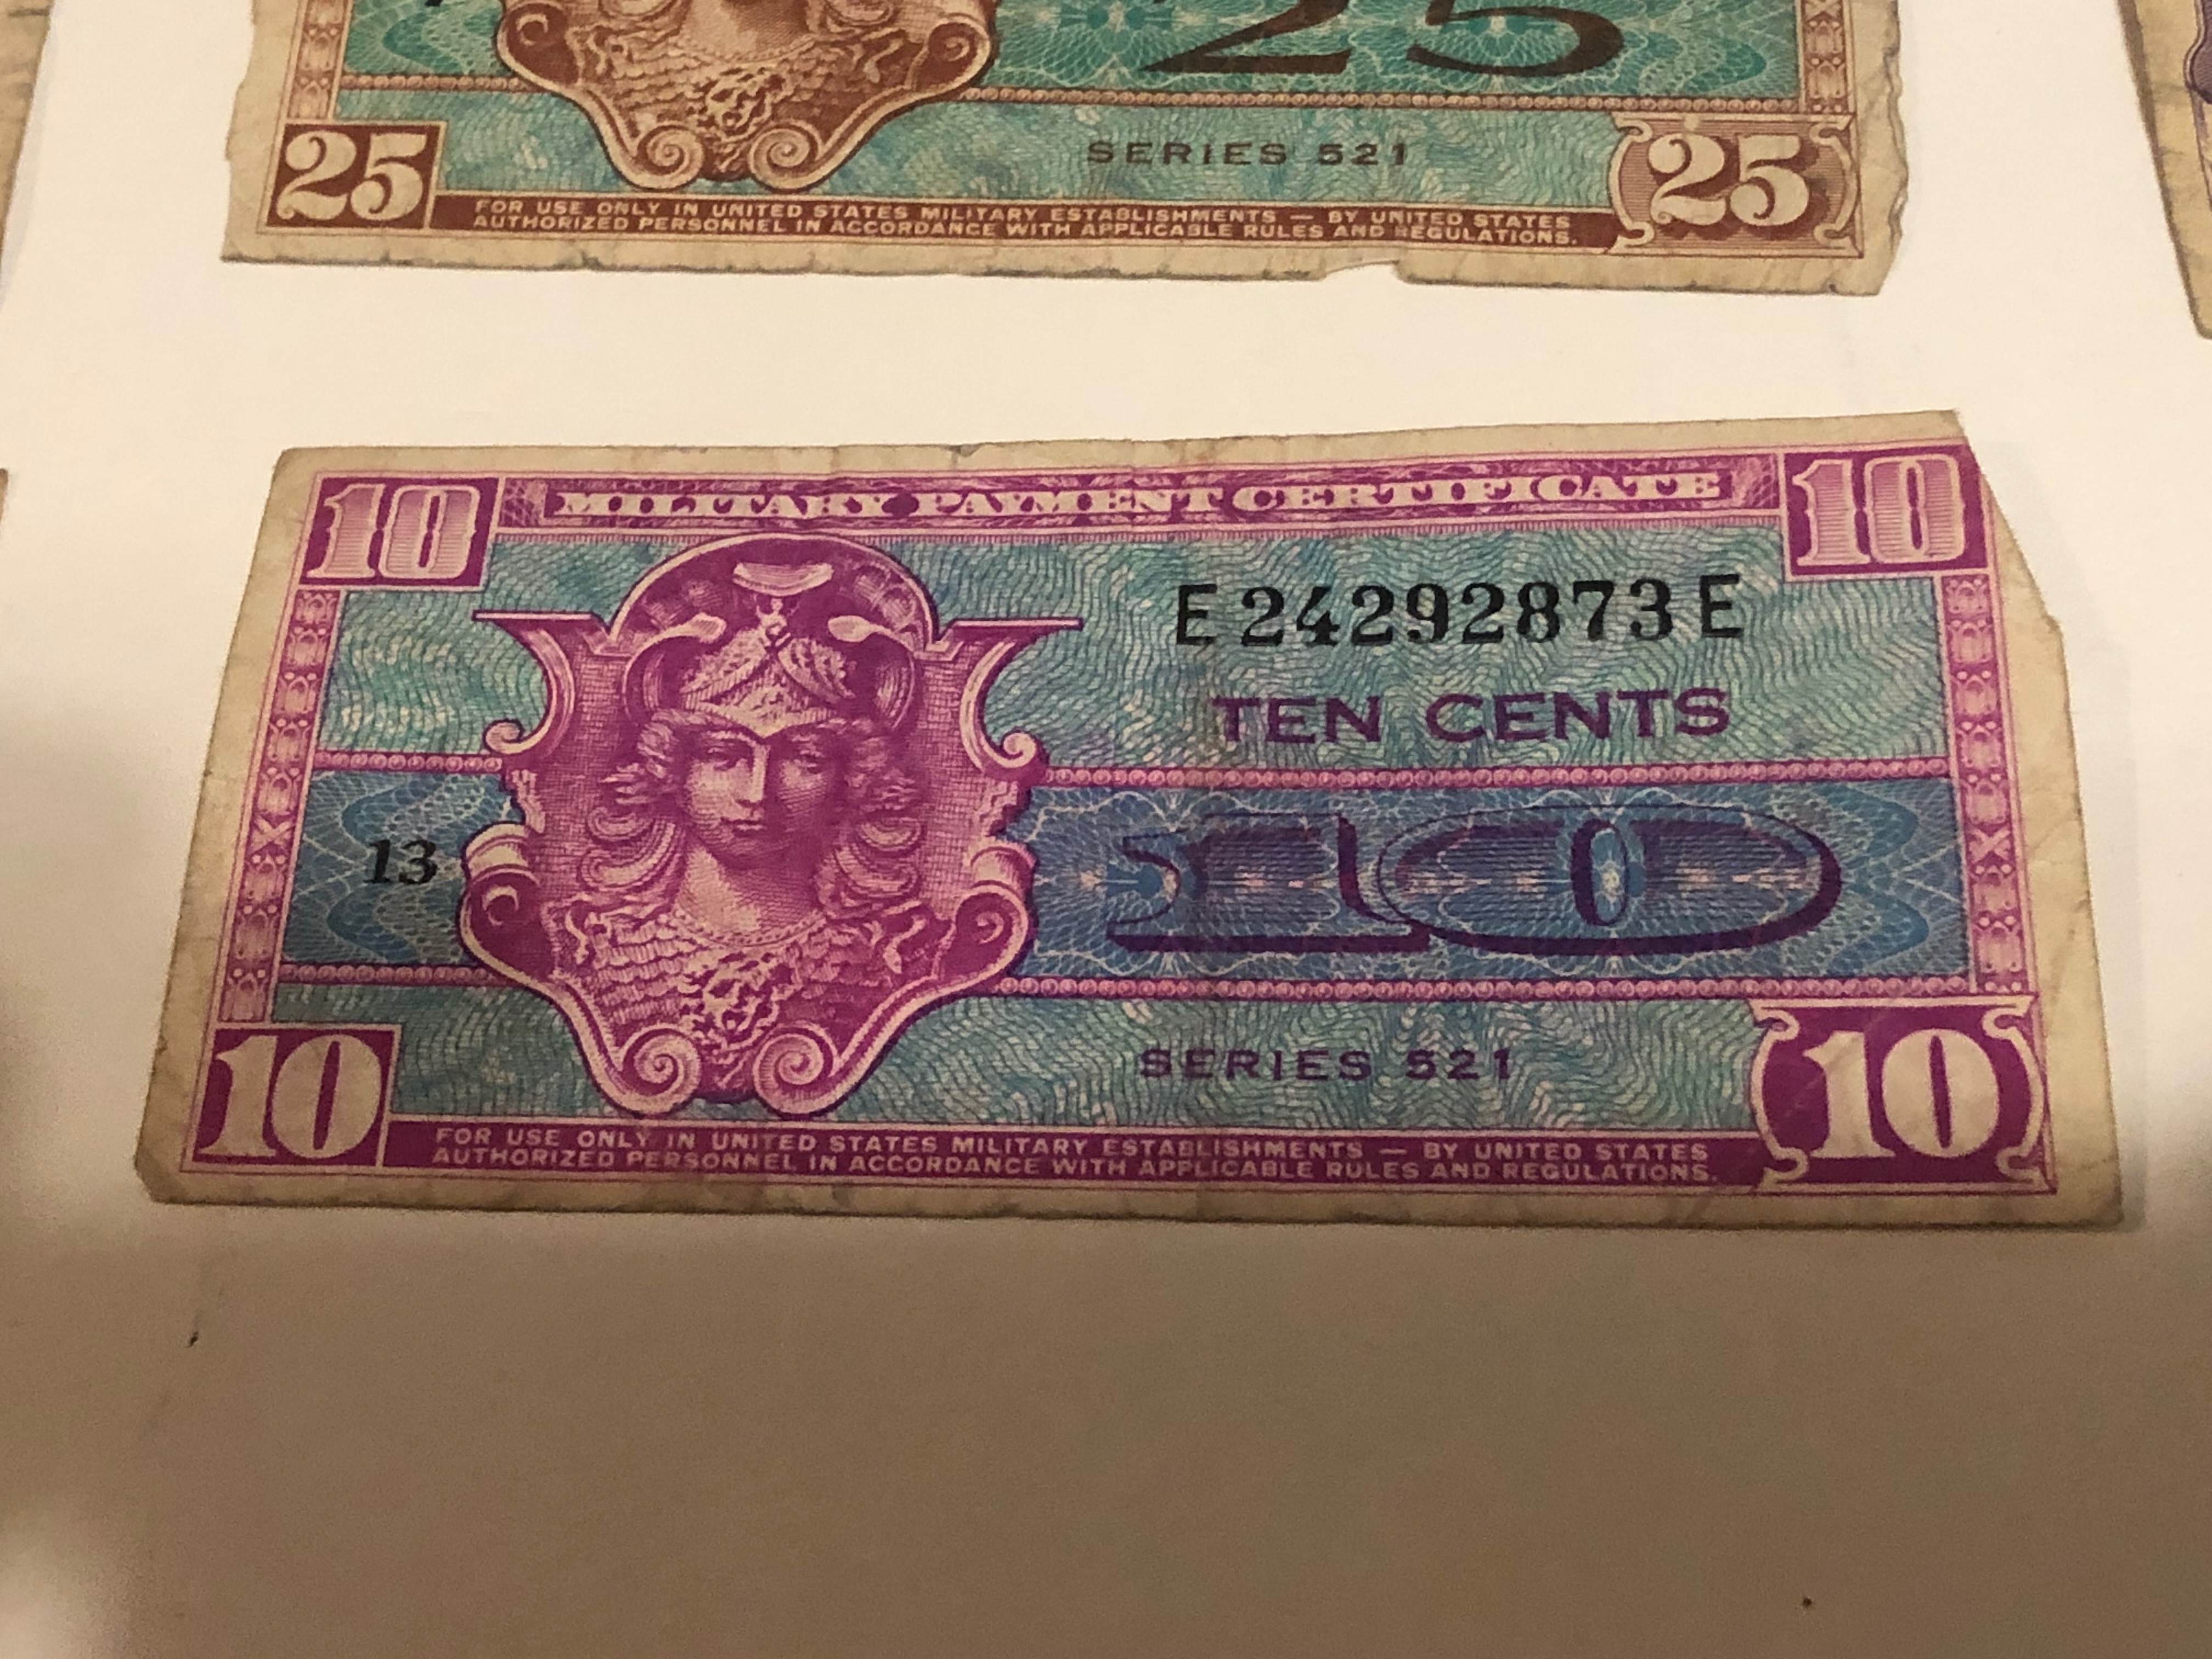 25
SERIES 521
25
25
FOR USE ONLY IN UNITED STATES MILITARY ESTABLISHMENTS — BY UNITED STATES
AUTHORIZED PERSONNEL IN ACCORDANCE WITH APPLICABLE RULES AND REGULATIONS.
10
MILITARY PAYMENT CERTIFICATE
10
E24292873E
TEN CENTS
13
10
SERIES 521
10
10
FOR USE ONLY IN UNITED STATES MILITARY ESTABLISHMENTS — BY UNITED STATES
AUTHORIZED PERSONNEL IN ACCORDANCE WITH APPLICABLE RULES AND REGULATIONS.